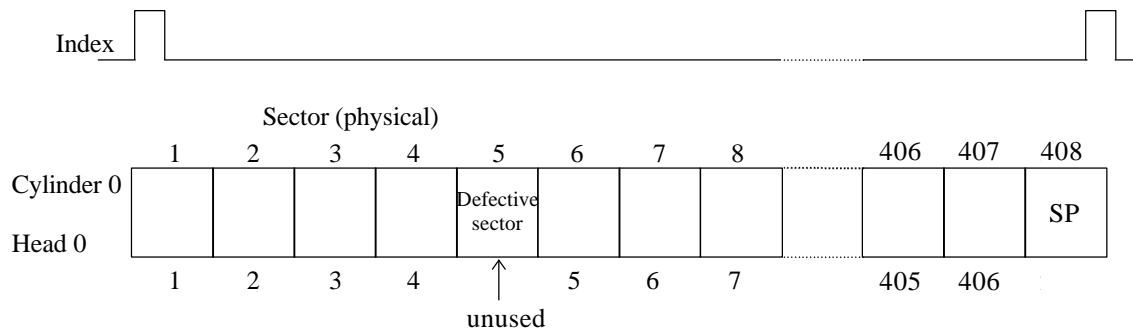 Index
Sector (physical)
1 2 3 4 5 6 7 8 406 407 408
Cylinder 0
Defective
sector
SP
Head 0
1 2 3 4 5 6 7 405 406
unused